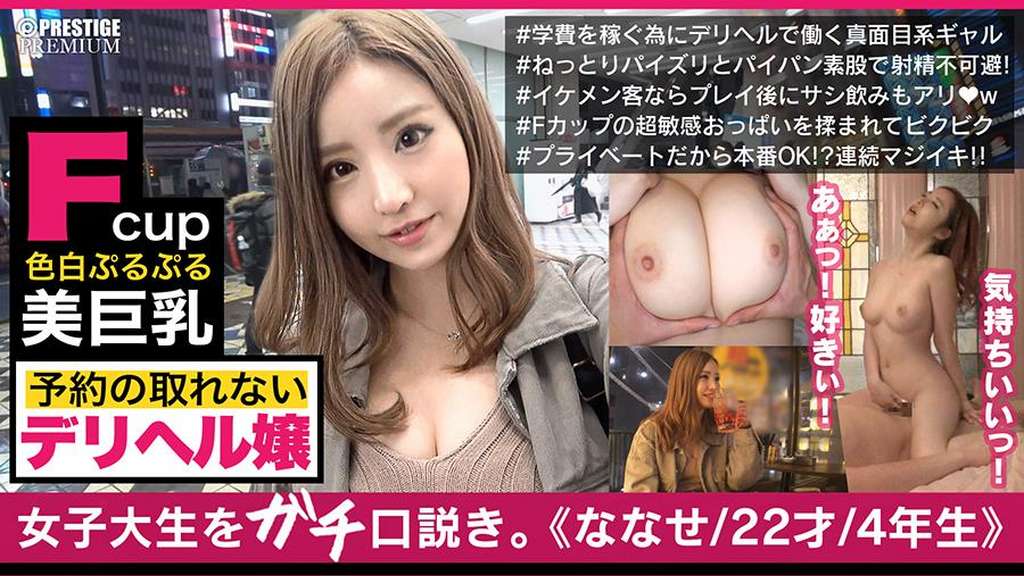 PRESTIGE
PREMIUM
#学費を稼ぐ為にデリヘルで働く真面目系ギャル
#ねっとりパイズリとパイパン素股で射精不可避!
#イケメン客ならプレイ後にサシ飲みもアリ♥w
#Fカップの超敏感おっぱいを揉まれてビクビク
#プライベートだから本番OK!?連続マジイキ!!
F
cup
色白ぷるぷる
美巨乳
予約の取れない
デリヘル嬢
あぁっ！好きぃ！
気持ちいいっ！
女子大生をガチ口説き。《ななせ/22才/4年生》